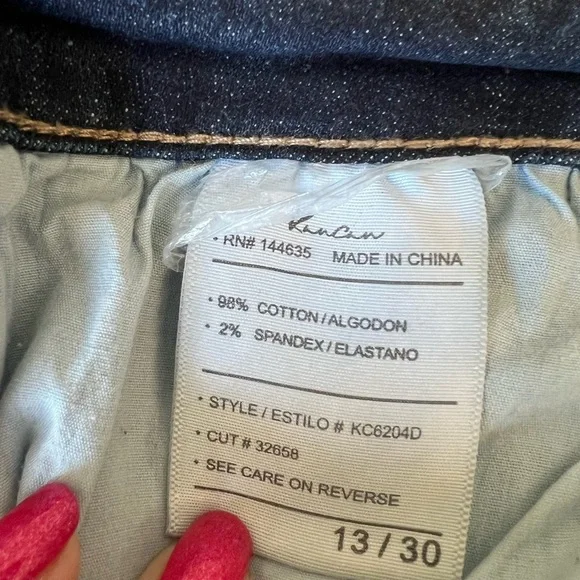 KanCan
• RN# 144635 MADE IN CHINA
• 98% COTTON/ALGODON
• 2% SPANDEX/ELASTANO
• STYLE / ESTILO # KC6204D
• CUT # 32658
• SEE CARE ON REVERSE
13 / 30